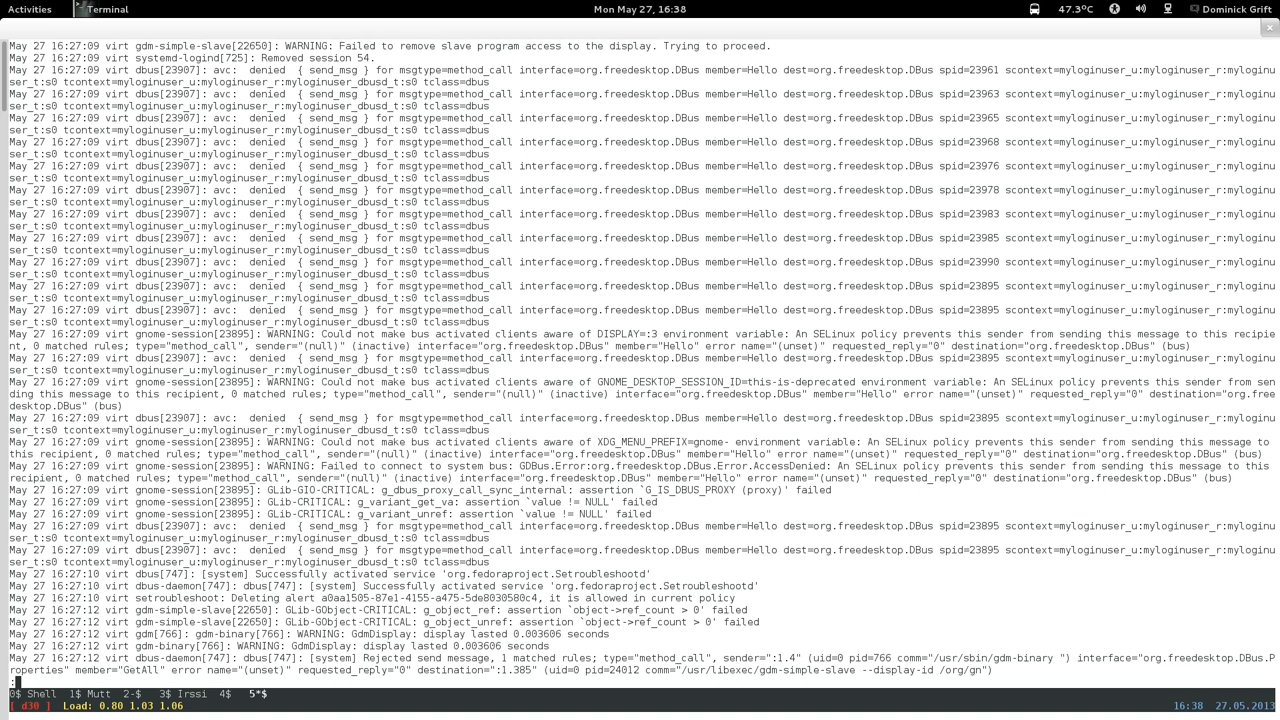 Activities Terminal Mon May 27, 16:38 47.3°C Dominick Grift
May 27 16:27:09 virt gdm-simple-slave[22650]: WARNING: Failed to remove slave program access to the display. Trying to proceed.
May 27 16:27:09 virt systemd-logind[725]: Removed session 54.
May 27 16:27:09 virt dbus[23907]: avc:  denied  { send_msg } for msgtype=method_call interface=org.freedesktop.DBus member=Hello dest=org.freedesktop.DBus spid=23961 scontext=myloginuser_u:myloginuser_r:myloginu
ser_t:s0 tcontext=myloginuser_u:myloginuser_r:myloginuser_dbusd_t:s0 tclass=dbus
May 27 16:27:09 virt dbus[23907]: avc:  denied  { send_msg } for msgtype=method_call interface=org.freedesktop.DBus member=Hello dest=org.freedesktop.DBus spid=23963 scontext=myloginuser_u:myloginuser_r:myloginu
ser_t:s0 tcontext=myloginuser_u:myloginuser_r:myloginuser_dbusd_t:s0 tclass=dbus
May 27 16:27:09 virt dbus[23907]: avc:  denied  { send_msg } for msgtype=method_call interface=org.freedesktop.DBus member=Hello dest=org.freedesktop.DBus spid=23965 scontext=myloginuser_u:myloginuser_r:myloginu
ser_t:s0 tcontext=myloginuser_u:myloginuser_r:myloginuser_dbusd_t:s0 tclass=dbus
May 27 16:27:09 virt dbus[23907]: avc:  denied  { send_msg } for msgtype=method_call interface=org.freedesktop.DBus member=Hello dest=org.freedesktop.DBus spid=23968 scontext=myloginuser_u:myloginuser_r:myloginu
ser_t:s0 tcontext=myloginuser_u:myloginuser_r:myloginuser_dbusd_t:s0 tclass=dbus
May 27 16:27:09 virt dbus[23907]: avc:  denied  { send_msg } for msgtype=method_call interface=org.freedesktop.DBus member=Hello dest=org.freedesktop.DBus spid=23976 scontext=myloginuser_u:myloginuser_r:myloginu
ser_t:s0 tcontext=myloginuser_u:myloginuser_r:myloginuser_dbusd_t:s0 tclass=dbus
May 27 16:27:09 virt dbus[23907]: avc:  denied  { send_msg } for msgtype=method_call interface=org.freedesktop.DBus member=Hello dest=org.freedesktop.DBus spid=23978 scontext=myloginuser_u:myloginuser_r:myloginu
ser_t:s0 tcontext=myloginuser_u:myloginuser_r:myloginuser_dbusd_t:s0 tclass=dbus
May 27 16:27:09 virt dbus[23907]: avc:  denied  { send_msg } for msgtype=method_call interface=org.freedesktop.DBus member=Hello dest=org.freedesktop.DBus spid=23983 scontext=myloginuser_u:myloginuser_r:myloginu
ser_t:s0 tcontext=myloginuser_u:myloginuser_r:myloginuser_dbusd_t:s0 tclass=dbus
May 27 16:27:09 virt dbus[23907]: avc:  denied  { send_msg } for msgtype=method_call interface=org.freedesktop.DBus member=Hello dest=org.freedesktop.DBus spid=23985 scontext=myloginuser_u:myloginuser_r:myloginu
ser_t:s0 tcontext=myloginuser_u:myloginuser_r:myloginuser_dbusd_t:s0 tclass=dbus
May 27 16:27:09 virt dbus[23907]: avc:  denied  { send_msg } for msgtype=method_call interface=org.freedesktop.DBus member=Hello dest=org.freedesktop.DBus spid=23990 scontext=myloginuser_u:myloginuser_r:myloginu
ser_t:s0 tcontext=myloginuser_u:myloginuser_r:myloginuser_dbusd_t:s0 tclass=dbus
May 27 16:27:09 virt dbus[23907]: avc:  denied  { send_msg } for msgtype=method_call interface=org.freedesktop.DBus member=Hello dest=org.freedesktop.DBus spid=23895 scontext=myloginuser_u:myloginuser_r:myloginu
ser_t:s0 tcontext=myloginuser_u:myloginuser_r:myloginuser_dbusd_t:s0 tclass=dbus
May 27 16:27:09 virt dbus[23907]: avc:  denied  { send_msg } for msgtype=method_call interface=org.freedesktop.DBus member=Hello dest=org.freedesktop.DBus spid=23895 scontext=myloginuser_u:myloginuser_r:myloginu
ser_t:s0 tcontext=myloginuser_u:myloginuser_r:myloginuser_dbusd_t:s0 tclass=dbus
May 27 16:27:09 virt gnome-session[23895]: WARNING: Could not make bus activated clients aware of DISPLAY=:3 environment variable: An SELinux policy prevents this sender from sending this message to this recipie
nt, 0 matched rules; type="method_call", sender="(null)" (inactive) interface="org.freedesktop.DBus" member="Hello" error name="(unset)" requested_reply="0" destination="org.freedesktop.DBus" (bus)
May 27 16:27:09 virt dbus[23907]: avc:  denied  { send_msg } for msgtype=method_call interface=org.freedesktop.DBus member=Hello dest=org.freedesktop.DBus spid=23895 scontext=myloginuser_u:myloginuser_r:myloginu
ser_t:s0 tcontext=myloginuser_u:myloginuser_r:myloginuser_dbusd_t:s0 tclass=dbus
May 27 16:27:09 virt gnome-session[23895]: WARNING: Could not make bus activated clients aware of GNOME_DESKTOP_SESSION_ID=this-is-deprecated environment variable: An SELinux policy prevents this sender from sen
ding this message to this recipient, 0 matched rules; type="method_call", sender="(null)" (inactive) interface="org.freedesktop.DBus" member="Hello" error name="(unset)" requested_reply="0" destination="org.free
desktop.DBus" (bus)
May 27 16:27:09 virt dbus[23907]: avc:  denied  { send_msg } for msgtype=method_call interface=org.freedesktop.DBus member=Hello dest=org.freedesktop.DBus spid=23895 scontext=myloginuser_u:myloginuser_r:myloginu
ser_t:s0 tcontext=myloginuser_u:myloginuser_r:myloginuser_dbusd_t:s0 tclass=dbus
May 27 16:27:09 virt gnome-session[23895]: WARNING: Could not make bus activated clients aware of XDG_MENU_PREFIX=gnome- environment variable: An SELinux policy prevents this sender from sending this message to
this recipient, 0 matched rules; type="method_call", sender="(null)" (inactive) interface="org.freedesktop.DBus" member="Hello" error name="(unset)" requested_reply="0" destination="org.freedesktop.DBus" (bus)
May 27 16:27:09 virt gnome-session[23895]: WARNING: Failed to connect to system bus: GDBus.Error:org.freedesktop.DBus.Error.AccessDenied: An SELinux policy prevents this sender from sending this message to this
recipient, 0 matched rules; type="method_call", sender="(null)" (inactive) interface="org.freedesktop.DBus" member="Hello" error name="(unset)" requested_reply="0" destination="org.freedesktop.DBus" (bus)
May 27 16:27:09 virt gnome-session[23895]: GLib-GIO-CRITICAL: g_dbus_proxy_call_sync_internal: assertion `G_IS_DBUS_PROXY (proxy)' failed
May 27 16:27:09 virt gnome-session[23895]: GLib-CRITICAL: g_variant_get_va: assertion `value != NULL' failed
May 27 16:27:09 virt gnome-session[23895]: GLib-CRITICAL: g_variant_unref: assertion `value != NULL' failed
May 27 16:27:09 virt dbus[23907]: avc:  denied  { send_msg } for msgtype=method_call interface=org.freedesktop.DBus member=Hello dest=org.freedesktop.DBus spid=23895 scontext=myloginuser_u:myloginuser_r:myloginu
ser_t:s0 tcontext=myloginuser_u:myloginuser_r:myloginuser_dbusd_t:s0 tclass=dbus
May 27 16:27:09 virt dbus[23907]: avc:  denied  { send_msg } for msgtype=method_call interface=org.freedesktop.DBus member=Hello dest=org.freedesktop.DBus spid=23895 scontext=myloginuser_u:myloginuser_r:myloginu
ser_t:s0 tcontext=myloginuser_u:myloginuser_r:myloginuser_dbusd_t:s0 tclass=dbus
May 27 16:27:10 virt dbus[747]: [system] Successfully activated service 'org.fedoraproject.Setroubleshootd'
May 27 16:27:10 virt dbus-daemon[747]: dbus[747]: [system] Successfully activated service 'org.fedoraproject.Setroubleshootd'
May 27 16:27:10 virt setroubleshoot: Deleting alert a0aa1505-87e1-4155-a475-5de8030580c4, it is allowed in current policy
May 27 16:27:12 virt gdm-simple-slave[22650]: GLib-GObject-CRITICAL: g_object_ref: assertion `object->ref_count > 0' failed
May 27 16:27:12 virt gdm-simple-slave[22650]: GLib-GObject-CRITICAL: g_object_unref: assertion `object->ref_count > 0' failed
May 27 16:27:12 virt gdm[766]: gdm-binary[766]: WARNING: GdmDisplay: display lasted 0.003606 seconds
May 27 16:27:12 virt gdm-binary[766]: WARNING: GdmDisplay: display lasted 0.003606 seconds
May 27 16:27:12 virt dbus-daemon[747]: dbus[747]: [system] Rejected send message, 1 matched rules; type="method_call", sender=":1.4" (uid=0 pid=766 comm="/usr/sbin/gdm-binary ") interface="org.freedesktop.DBus.P
roperties" member="GetAll" error name="(unset)" requested_reply="0" destination=":1.385" (uid=0 pid=24012 comm="/usr/libexec/gdm-simple-slave --display-id /org/gn")
:
0$ Shell  1$ Mutt  2-$  3$ Irssi  4$  5*$
[ d30 ]  Load: 0.80 1.03 1.06 16:38  27.05.2013